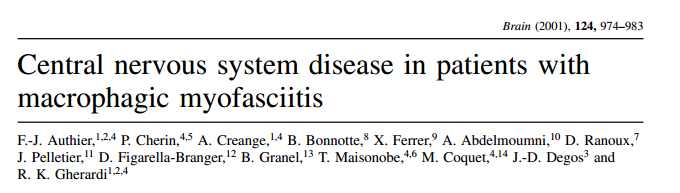 Brain (2001), 124, 974–983
Central nervous system disease in patients with
macrophagic myofasciitis
F.-J. Authier,1,2,4 P. Cherin,4,5 A. Creange,1,4 B. Bonnotte,8 X. Ferrer,9 A. Abdelmoumni,10 D. Ranoux,7
J. Pelletier,11 D. Figarella-Branger,12 B. Granel,13 T. Maisonobe,4,6 M. Coquet,4,14 J.-D. Degos3 and
R. K. Gherardi1,2,4